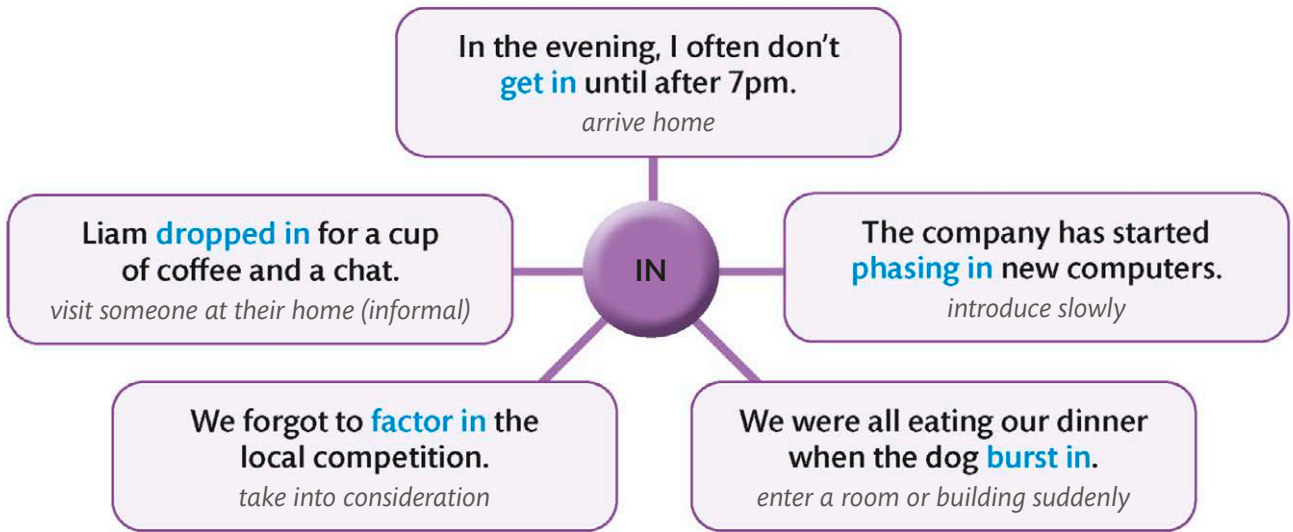 In the evening, I often don't
get in until after 7pm.
arrive home
Liam dropped in for a cup
of coffee and a chat.
visit someone at their home (informal)
IN
The company has started
phasing in new computers.
introduce slowly
We forgot to factor in the
local competition.
take into consideration
We were all eating our dinner
when the dog burst in.
enter a room or building suddenly